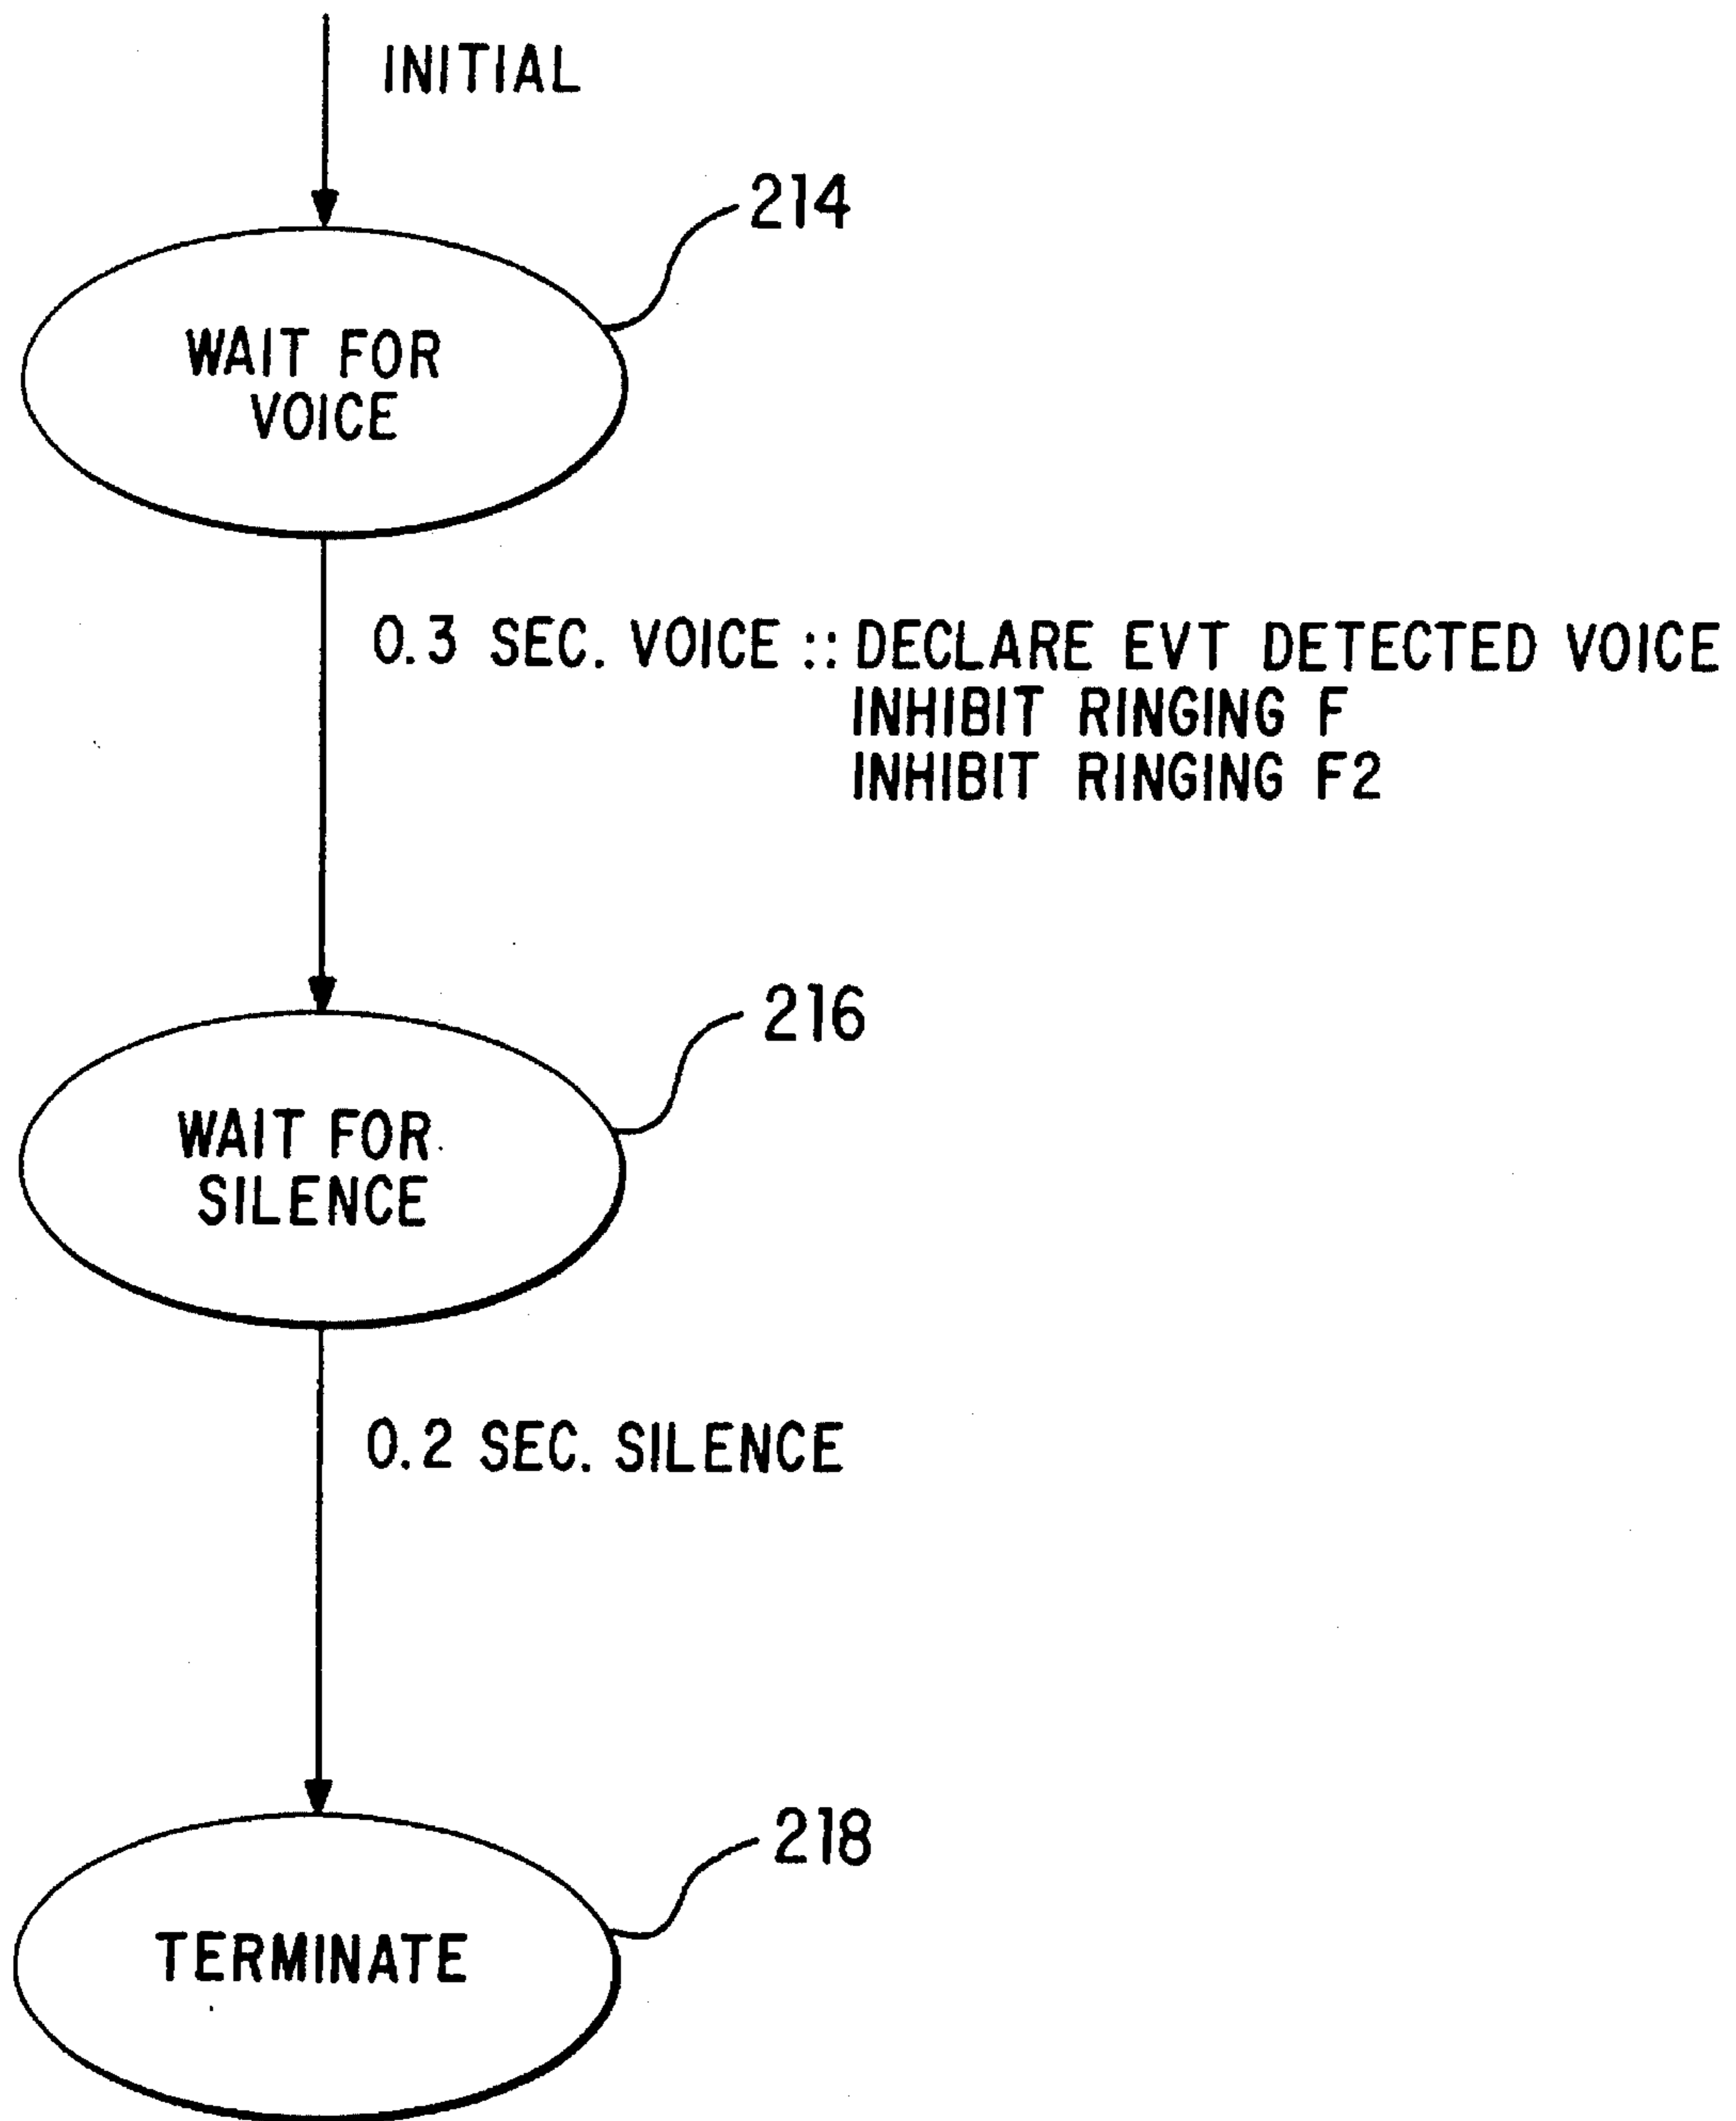 INITIAL
214
WAIT FOR
VOICE
0.3 SEC. VOICE :: DECLARE EVT DETECTED VOICE
INHIBIT RINGING F
INHIBIT RINGING F2
216
WAIT FOR
SILENCE
0.2 SEC. SILENCE
218
TERMINATE